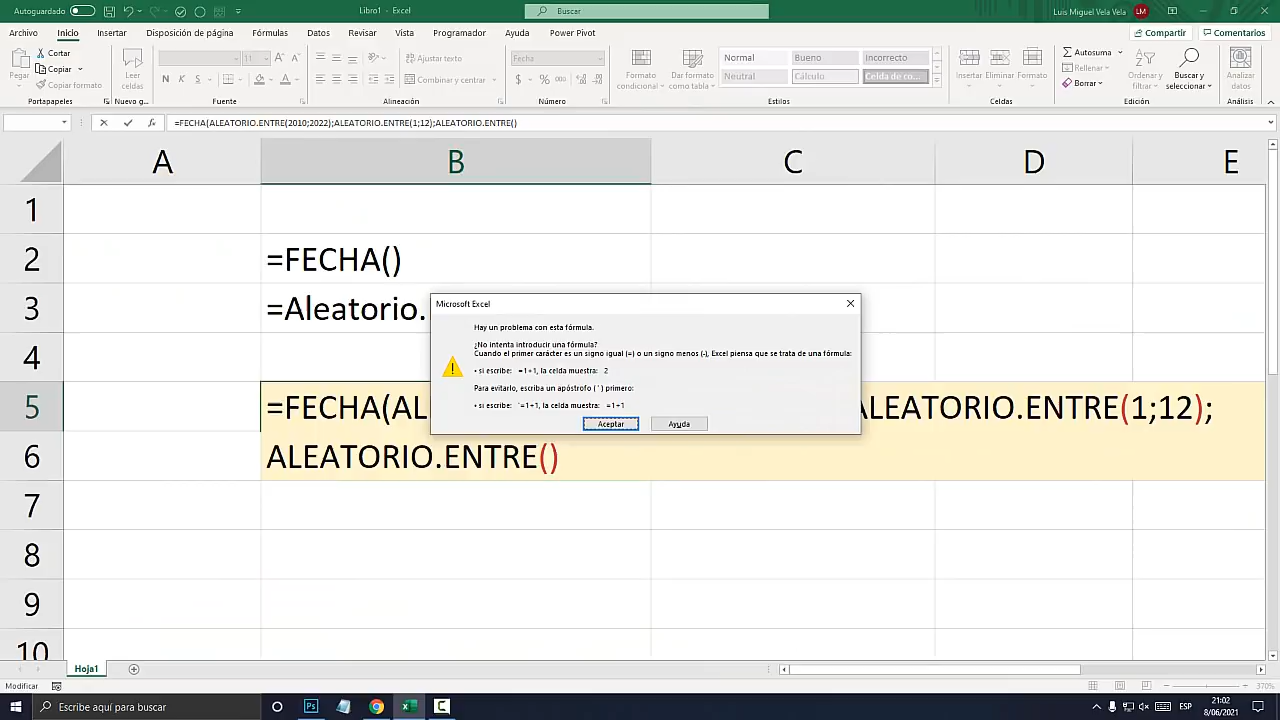 Autoguardado
Libro1 - Excel
Buscar
Luis Miguel Vela Vela
LM
Archivo Inicio Insertar Disposición de página Fórmulas Datos Revisar Vista Programador Ayuda Power Pivot
Compartir
Comentarios
Pegar
Cortar
Copiar
Copiar formato
Portapapeles
Leer celdas
Nuevo g...
11
N K S
Fuente
Ajustar texto
Combinar y centrar
Alineación
Fecha
Número
Formato condicional
Dar formato como tabla
Normal Bueno Incorrecto
Neutral Cálculo Celda de co...
Estilos
Insertar Eliminar Formato
Celdas
Autosuma
Rellenar
Borrar
Ordenar y filtrar
Buscar y seleccionar
Edición
Analizar datos
Análisis
=FECHA(ALEATORIO.ENTRE(2010;2022);ALEATORIO.ENTRE(1;12);ALEATORIO.ENTRE()
A B C D E
1
2 =FECHA()
3 =Aleatorio.
4
5 =FECHA(AL
ALEATORIO.ENTRE(1;12);
6 ALEATORIO.ENTRE()
7
8
9
10
Microsoft Excel
Hay un problema con esta fórmula.
¿No intenta introducir una fórmula?
Cuando el primer carácter es un signo igual (=) o un signo menos (-), Excel piensa que se trata de una fórmula:
• si escribe: =1+1, la celda muestra: 2
Para evitarlo, escriba un apóstrofo ( ' ) primero:
• si escribe: '=1+1, la celda muestra: =1+1
Aceptar Ayuda
Hoja1
Modificar
370%
Escribe aquí para buscar
ESP
21:02
8/06/2021